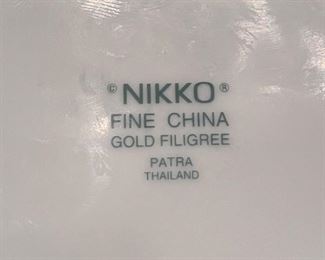 © NIKKO ®
FINE CHINA
GOLD FILIGREE
PATRA
THAILAND